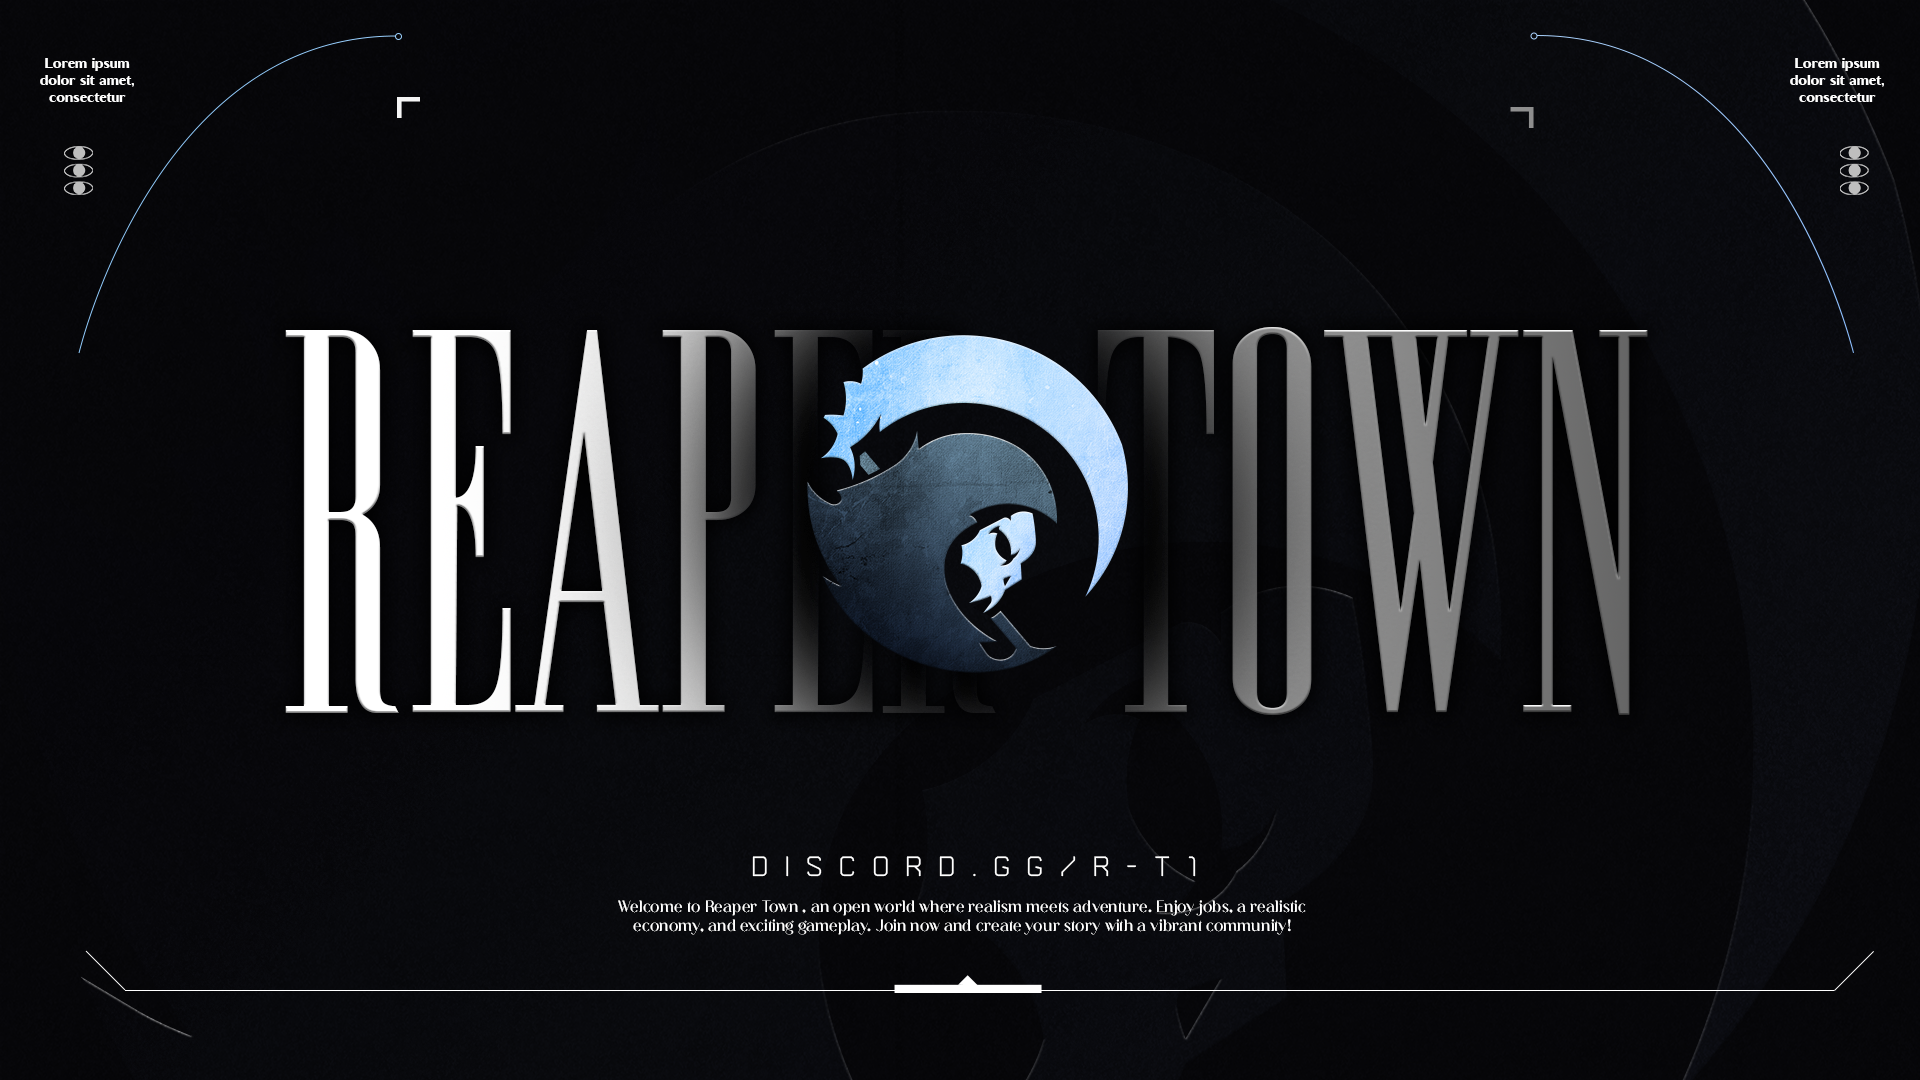 Lorem ipsum
dolor sit amet,
consectetur
Lorem ipsum
dolor sit amet,
consectetur
REAPER TOWN
DISCORD.GG/R-T1
Welcome to Reaper Town , an open world where realism meets adventure. Enjoy jobs, a realistic
economy, and exciting gameplay. Join now and create your story with a vibrant community!